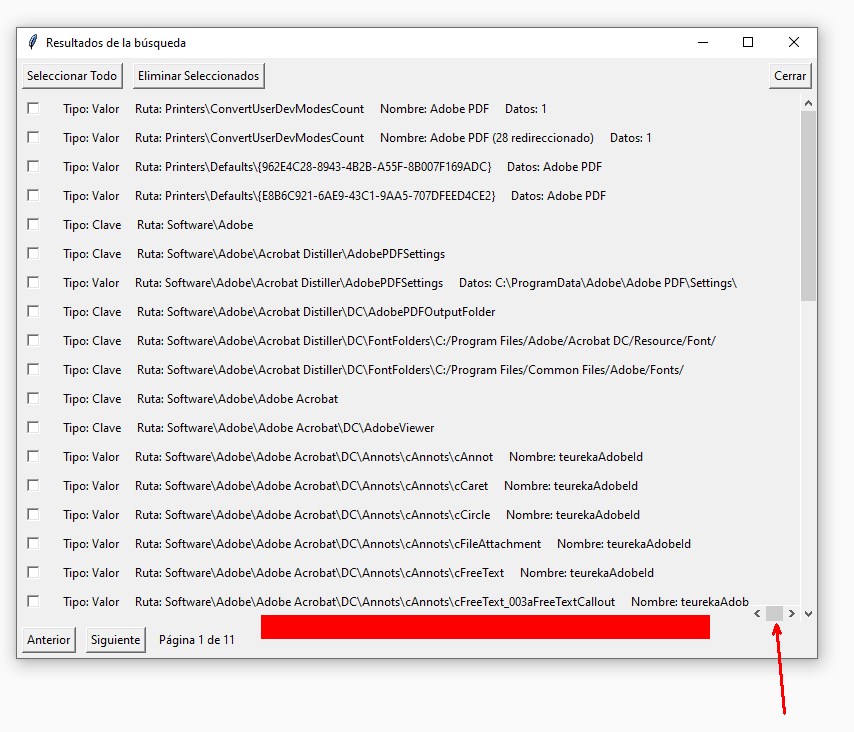 Resultados de la búsqueda
Seleccionar Todo Eliminar Seleccionados Cerrar
Tipo: Valor Ruta: Printers\ConvertUserDevModesCount Nombre: Adobe PDF Datos: 1
Tipo: Valor Ruta: Printers\ConvertUserDevModesCount Nombre: Adobe PDF (28 redireccionado) Datos: 1
Tipo: Valor Ruta: Printers\Defaults\{962E4C28-8943-4B2B-A55F-8B007F169ADC} Datos: Adobe PDF
Tipo: Valor Ruta: Printers\Defaults\{E8B6C921-6AE9-43C1-9AA5-707DFEED4CE2} Datos: Adobe PDF
Tipo: Clave Ruta: Software\Adobe
Tipo: Clave Ruta: Software\Adobe\Acrobat Distiller\AdobePDFSettings
Tipo: Valor Ruta: Software\Adobe\Acrobat Distiller\AdobePDFSettings Datos: C:\ProgramData\Adobe\Adobe PDF\Settings\
Tipo: Clave Ruta: Software\Adobe\Acrobat Distiller\DC\AdobePDFOutputFolder
Tipo: Clave Ruta: Software\Adobe\Acrobat Distiller\DC\FontFolders\C:/Program Files/Adobe/Acrobat DC/Resource/Font/
Tipo: Clave Ruta: Software\Adobe\Acrobat Distiller\DC\FontFolders\C:/Program Files/Common Files/Adobe/Fonts/
Tipo: Clave Ruta: Software\Adobe\Adobe Acrobat
Tipo: Clave Ruta: Software\Adobe\Adobe Acrobat\DC\AdobeViewer
Tipo: Valor Ruta: Software\Adobe\Adobe Acrobat\DC\Annots\cAnnots\cAnnot Nombre: teurekaAdobeId
Tipo: Valor Ruta: Software\Adobe\Adobe Acrobat\DC\Annots\cAnnots\cCaret Nombre: teurekaAdobeId
Tipo: Valor Ruta: Software\Adobe\Adobe Acrobat\DC\Annots\cAnnots\cCircle Nombre: teurekaAdobeId
Tipo: Valor Ruta: Software\Adobe\Adobe Acrobat\DC\Annots\cAnnots\cFileAttachment Nombre: teurekaAdobeId
Tipo: Valor Ruta: Software\Adobe\Adobe Acrobat\DC\Annots\cAnnots\cFreeText Nombre: teurekaAdobeId
Tipo: Valor Ruta: Software\Adobe\Adobe Acrobat\DC\Annots\cAnnots\cFreeText_003aFreeTextCallout Nombre: teurekaAdob
Anterior Siguiente Página 1 de 11